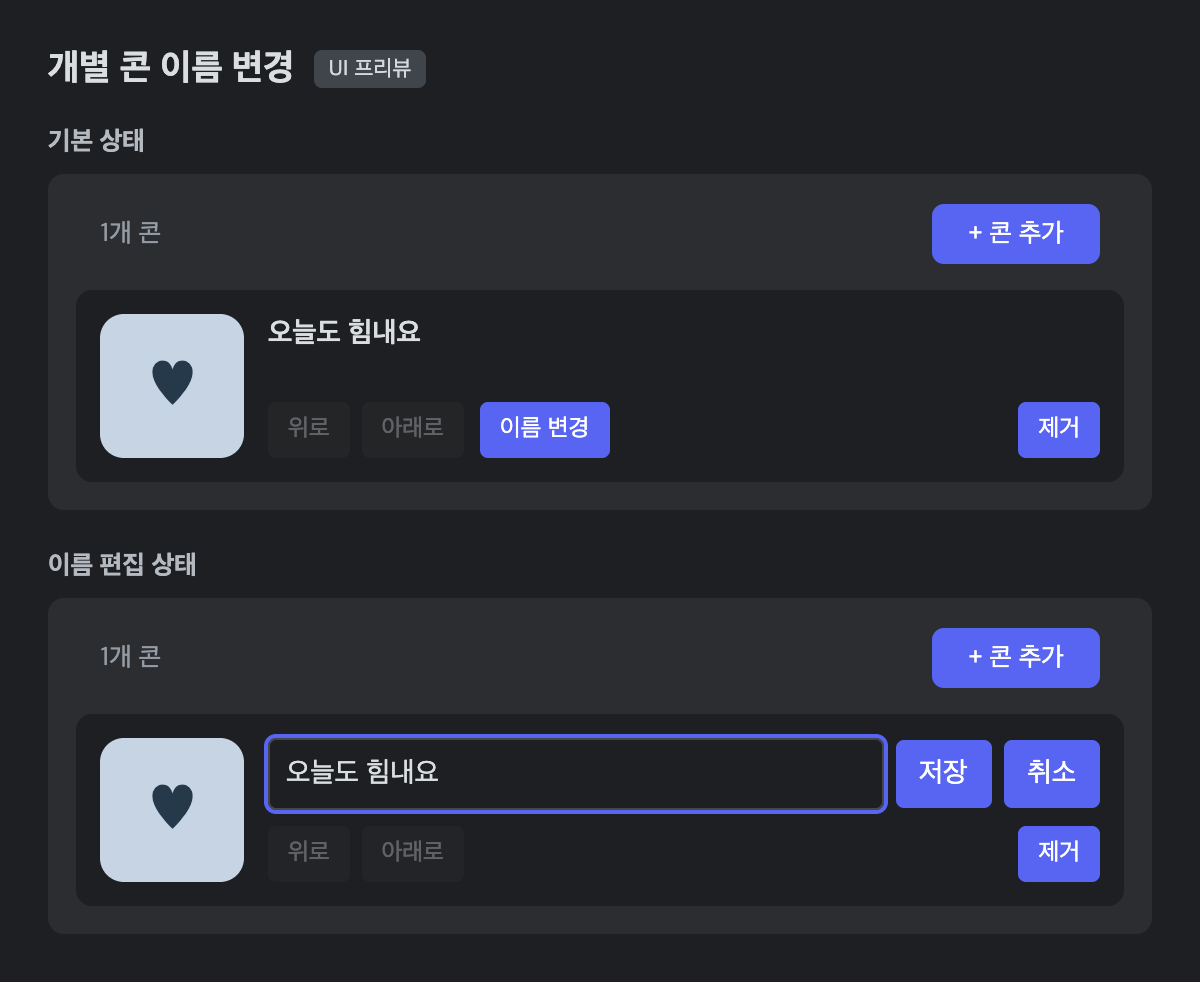 개별 콘 이름 변경 UI 프리뷰
기본 상태
1개 콘 + 콘 추가
오늘도 힘내요
위로 아래로 이름 변경 제거
이름 편집 상태
1개 콘 + 콘 추가
오늘도 힘내요 저장 취소
위로 아래로 제거